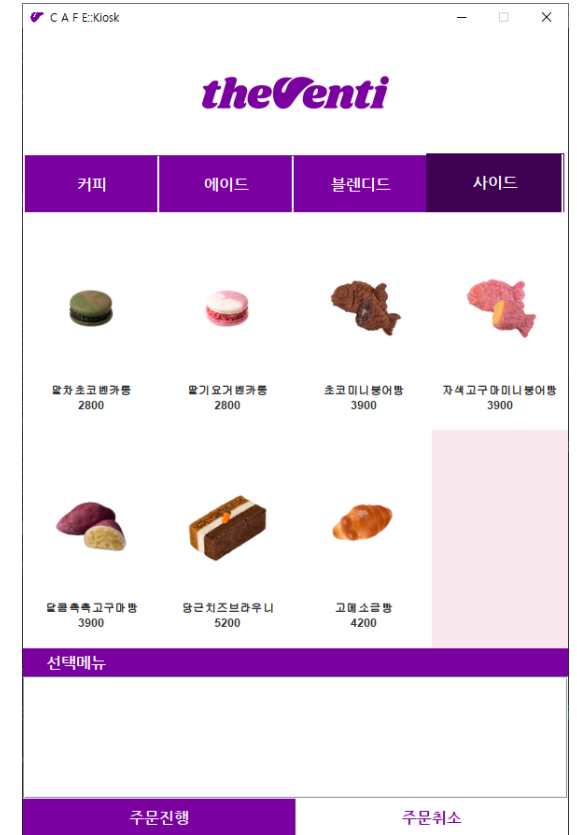 C A F E::Kiosk
theVenti
커피
에이드
블렌디드
사이드
말차초코벤카롱
2800
딸기요거벤카롱
2800
초코미니붕어빵
3900
자색고구마미니붕어빵
3900
달콤촉촉고구마빵
3900
당근치즈브라우니
5200
고메소금빵
4200
선택메뉴
주문진행
주문취소